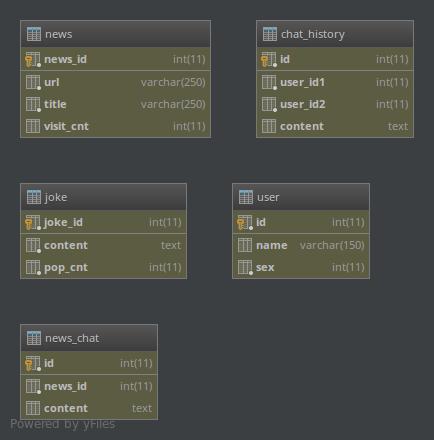 news
news_id int(11)
url varchar(250)
title varchar(250)
visit_cnt int(11)
chat_history
id int(11)
user_id1 int(11)
user_id2 int(11)
content text
joke
joke_id int(11)
content text
pop_cnt int(11)
user
id int(11)
name varchar(150)
sex int(11)
news_chat
id int(11)
news_id int(11)
content text
Powered by yFiles